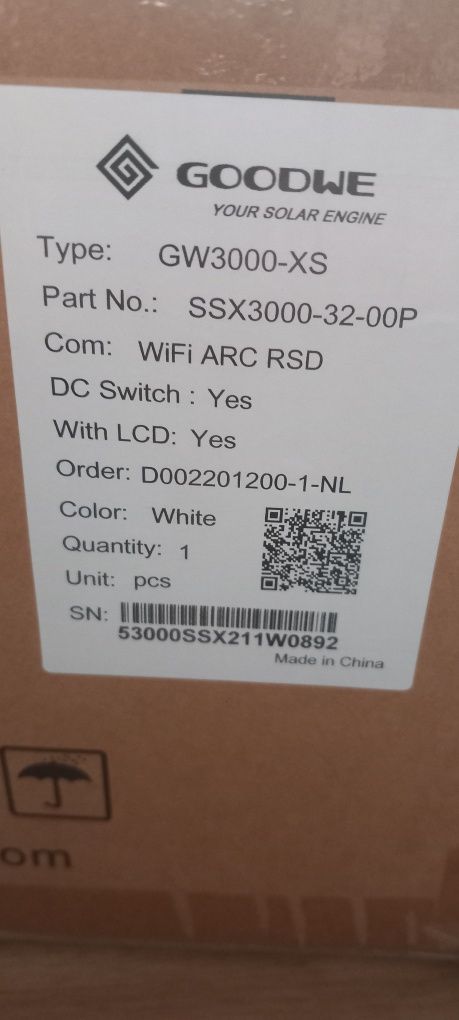 GOODWE
YOUR SOLAR ENGINE
Type: GW3000-XS
Part No.: SSX3000-32-00P
Com: WiFi ARC RSD
DC Switch : Yes
With LCD: Yes
Order: D002201200-1-NL
Color: White
Quantity: 1
Unit: pcs
SN:
53000SSX211W0892
Made in China
om